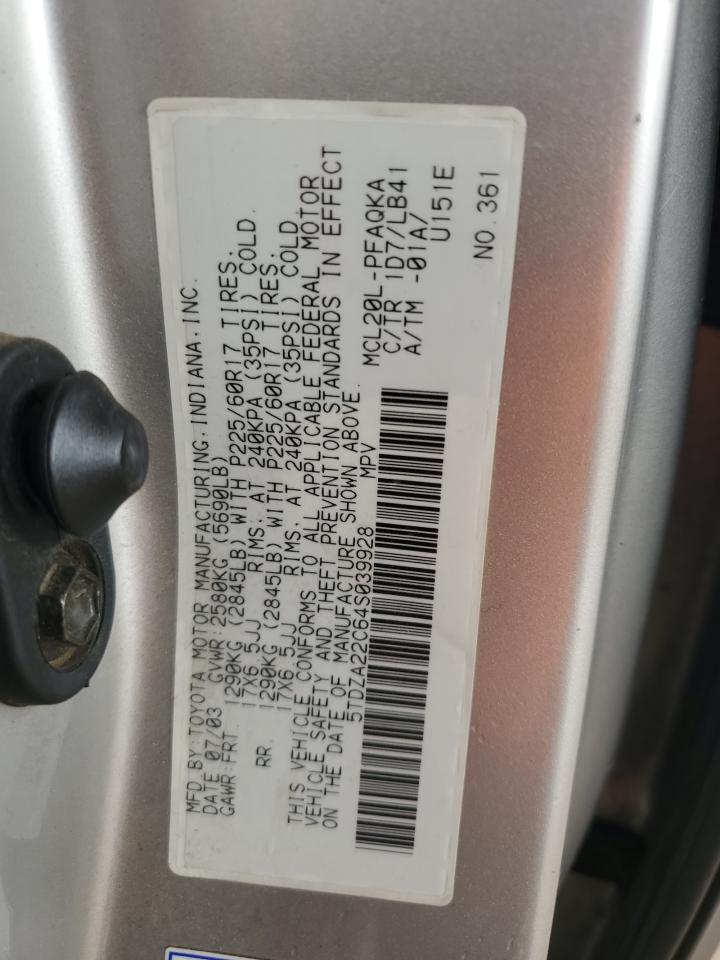 MFD.BY:TOYOTA MOTOR MANUFACTURING,INDIANA,INC.
DATE 07/03 GVWR:2580KG (5690LB)
GAWR:FRT. 1290KG (2845LB) WITH P225/60R17 TIRES,
17X6.5JJ RIMS, AT 240KPA (35PSI) COLD.
RR. 1290KG (2845LB) WITH P225/60R17 TIRES,
17X6.5JJ RIMS, AT 240KPA (35PSI) COLD.
THIS VEHICLE CONFORMS TO ALL APPLICABLE FEDERAL MOTOR
VEHICLE SAFETY AND THEFT PREVENTION STANDARDS IN EFFECT
ON THE DATE OF MANUFACTURE SHOWN ABOVE.
5TDZA22C64S039928 MPV
MCL20L-PFAQKA
C/TR 1D7/LB41
A/TM -01A/
U151E
NO.361